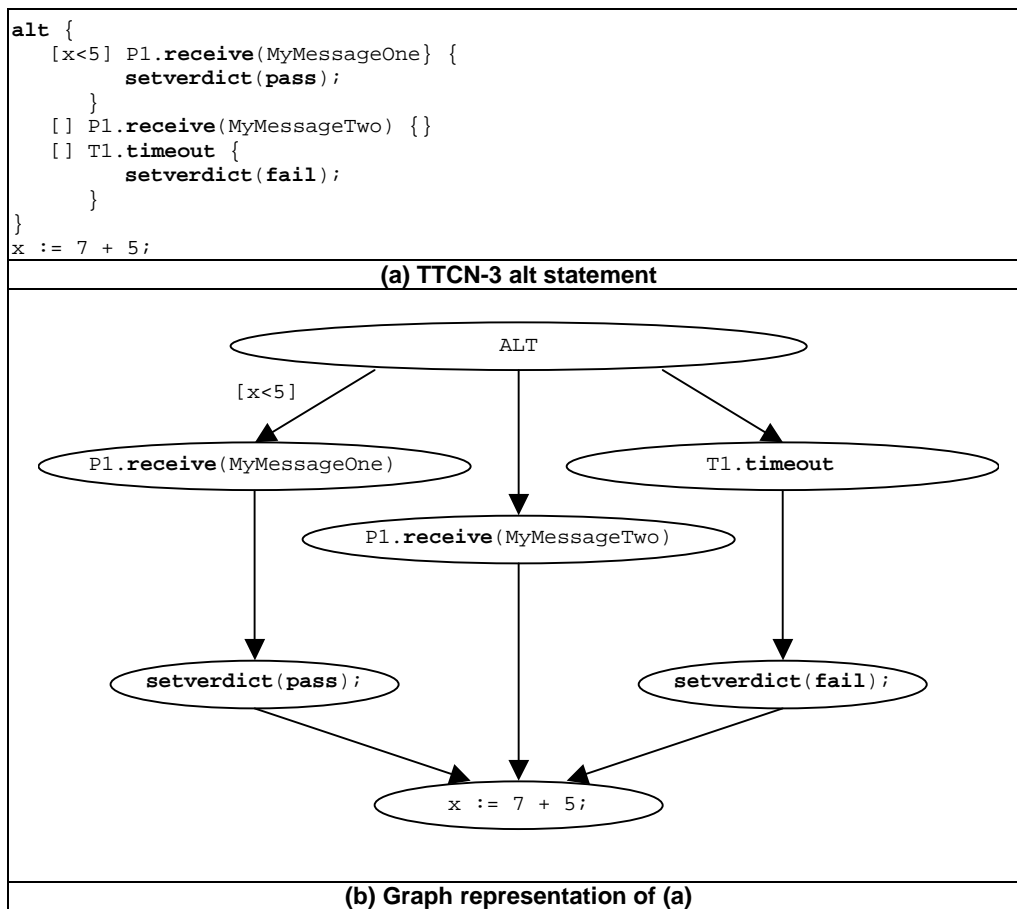 alt {
[x<5] P1.receive(MyMessageOne} {
setverdict(pass);
}
[] P1.receive(MyMessageTwo) {}
[] T1.timeout {
setverdict(fail);
}
}
x := 7 + 5;
(a) TTCN-3 alt statement
ALT
[x<5]
P1.receive(MyMessageOne)
T1.timeout
P1.receive(MyMessageTwo)
setverdict(pass);
setverdict(fail);
x := 7 + 5;
(b) Graph representation of (a)